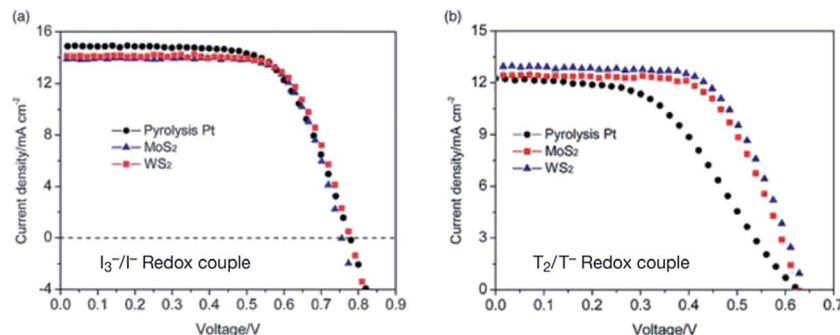 (a)
16
12
8
4
0
-4
Current density/mA cm⁻²
Pyrolysis Pt
MoS₂
WS₂
I₃⁻/I⁻ Redox couple
0.0 0.1 0.2 0.3 0.4 0.5 0.6 0.7 0.8 0.9
Voltage/V
(b)
15
12
9
6
3
0
Current density/mA cm⁻²
Pyrolysis Pt
MoS₂
WS₂
T₂/T⁻ Redox couple
0.0 0.1 0.2 0.3 0.4 0.5 0.6 0.7
Voltage/V